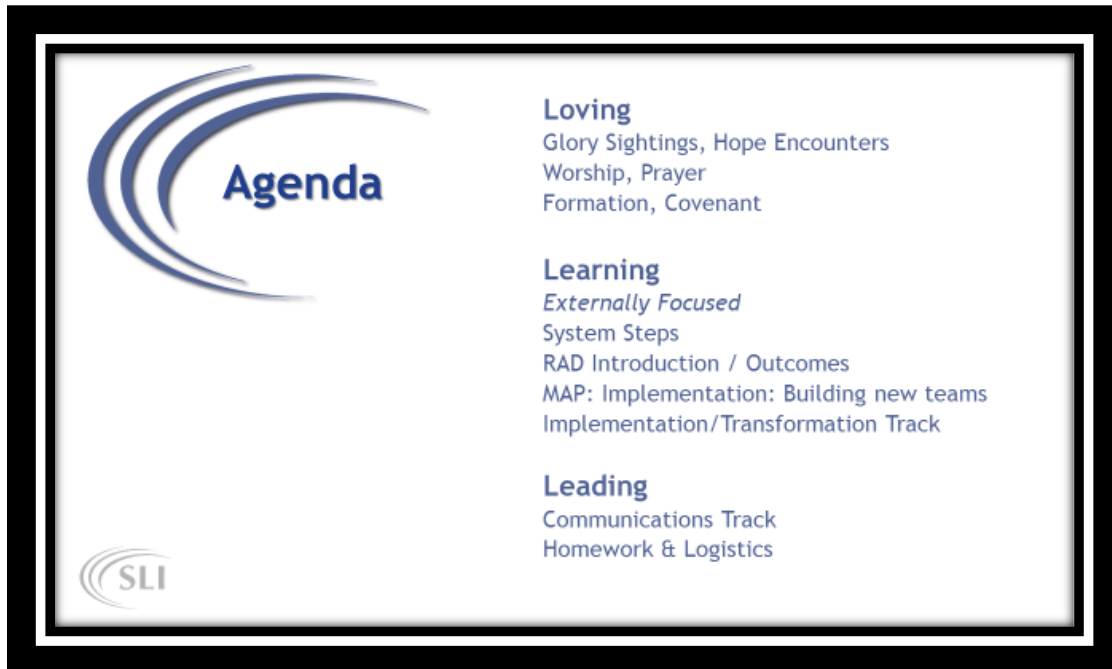 Agenda
Loving
Glory Sightings, Hope Encounters
Worship, Prayer
Formation, Covenant
Learning
Externally Focused
System Steps
RAD Introduction / Outcomes
MAP: Implementation: Building new teams
Implementation/Transformation Track
Leading
Communications Track
Homework & Logistics
SLI